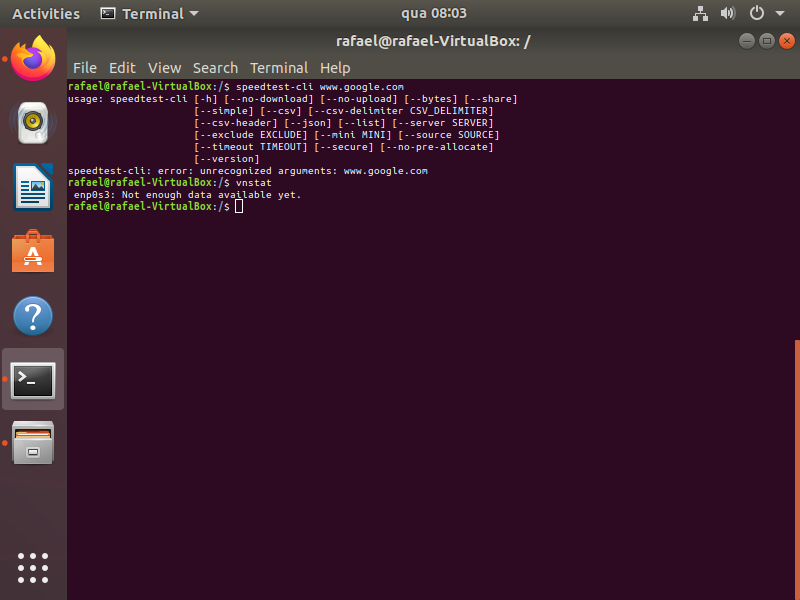 Activities Terminal qua 08:03
rafael@rafael-VirtualBox: /
File Edit View Search Terminal Help
rafael@rafael-VirtualBox:/$ speedtest-cli www.google.com
usage: speedtest-cli [-h] [--no-download] [--no-upload] [--bytes] [--share]
[--simple] [--csv] [--csv-delimiter CSV_DELIMITER]
[--csv-header] [--json] [--list] [--server SERVER]
[--exclude EXCLUDE] [--mini MINI] [--source SOURCE]
[--timeout TIMEOUT] [--secure] [--no-pre-allocate]
[--version]
speedtest-cli: error: unrecognized arguments: www.google.com
rafael@rafael-VirtualBox:/$ vnstat
enp0s3: Not enough data available yet.
rafael@rafael-VirtualBox:/$